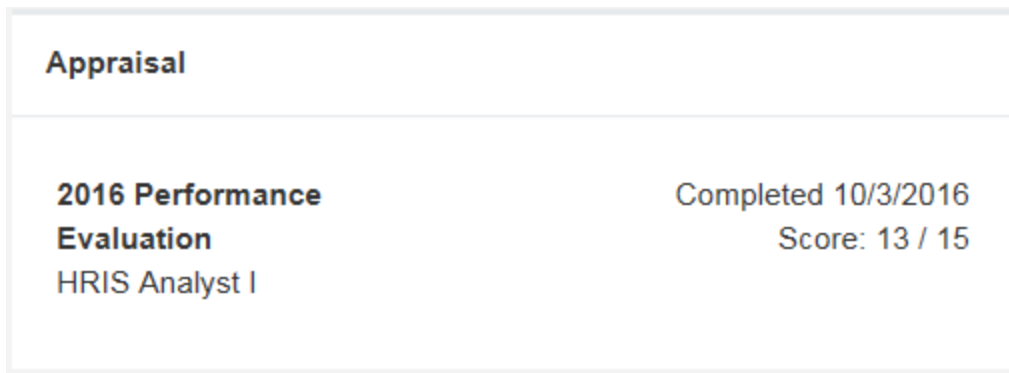 Appraisal
2016 Performance
Evaluation
HRIS Analyst I
Completed 10/3/2016
Score: 13 / 15